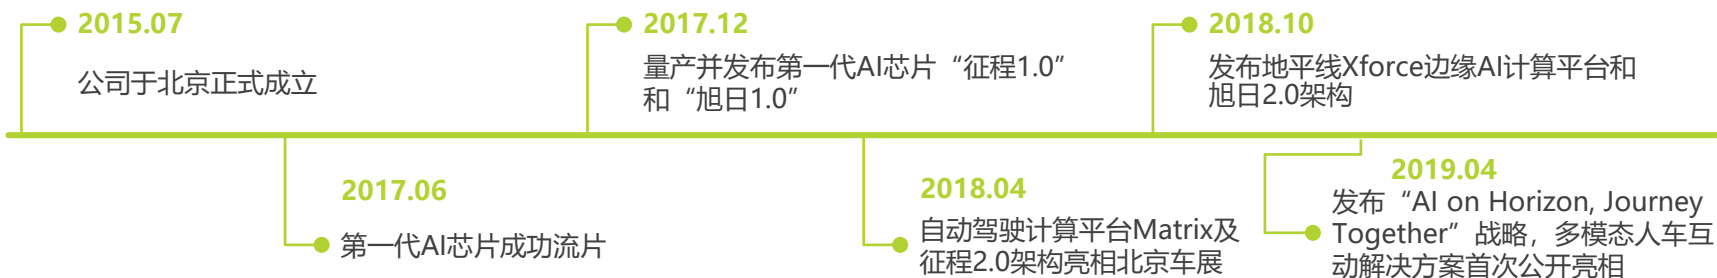 2015.07
公司于北京正式成立
2017.12
量产并发布第一代AI芯片“征程1.0”
和“旭日1.0”
2018.10
发布地平线Xforce边缘AI计算平台和
旭日2.0架构
2017.06
第一代AI芯片成功流片
2018.04
自动驾驶计算平台Matrix及
征程2.0架构亮相北京车展
2019.04
发布“AI on Horizon, Journey
Together”战略，多模态人车互
动解决方案首次公开亮相